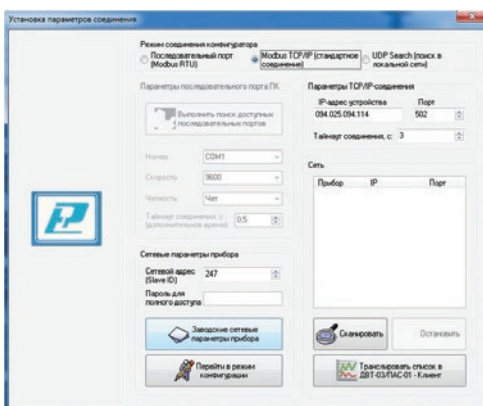 Установка параметров соединения
Режим соединения конфигуратора
Последовательный порт (Modbus RTU)
Modbus TCP/IP (стандартное соединение)
UDP Search (поиск в локальной сети)
Параметры последовательного порта ПК
Выполнить поиск доступных последовательных портов
Номер COM1
Скорость 9600
Четность Чет
Таймаут соединения, с (дополнительное время) 0,5
Сетевые параметры прибора
Сетевой адрес (Slave ID) 247
Пароль для полного доступа
Заводские сетевые параметры прибора
Перейти в режим конфигурации
Параметры TCP/IP-соединения
IP-адрес устройства Порт
094.025.094.114 502
Таймаут соединения, с: 3
Сеть
Прибор IP Порт
Сканировать Остановить
Транслировать список в ДВТ-03/ПАС-01 - Клиент